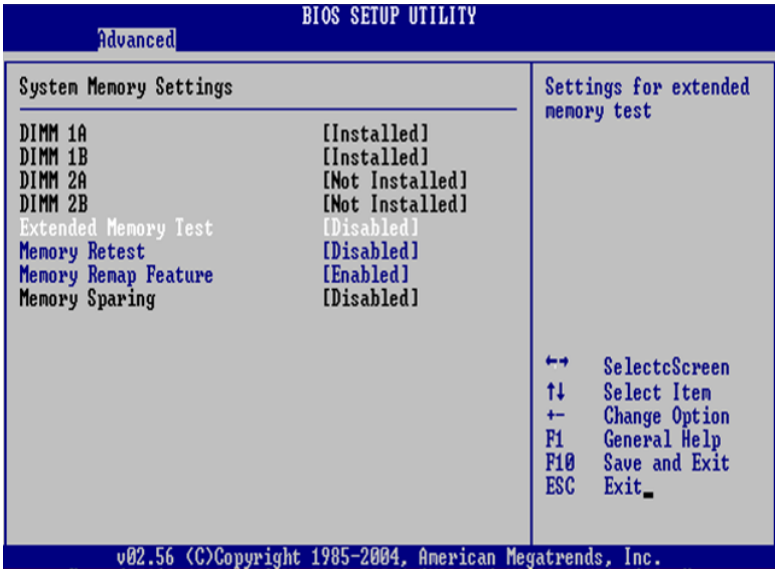 BIOS SETUP UTILITY
Advanced
System Memory Settings
DIMM 1A [Installed]
DIMM 1B [Installed]
DIMM 2A [Not Installed]
DIMM 2B [Not Installed]
Extended Memory Test [Disabled]
Memory Retest [Disabled]
Memory Remap Feature [Enabled]
Memory Sparing [Disabled]
Settings for extended
memory test
←→ SelectcScreen
↑↓ Select Item
+- Change Option
F1 General Help
F10 Save and Exit
ESC Exit
v02.56 (C)Copyright 1985-2004, American Megatrends, Inc.